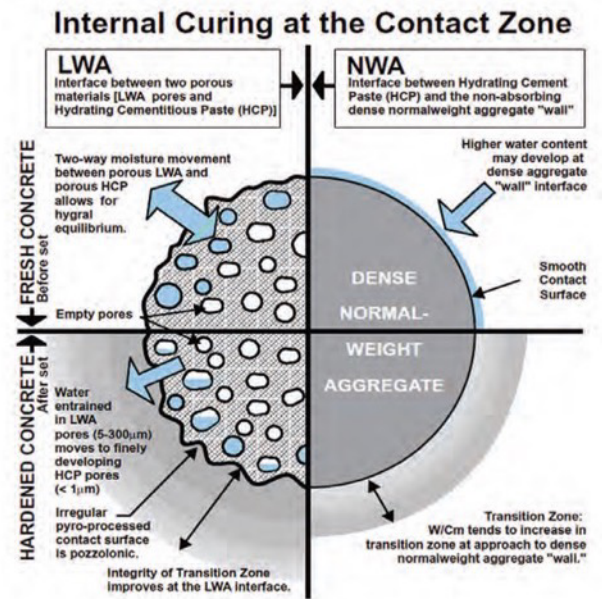 Internal Curing at the Contact Zone
LWA
Interface between two porous
materials [LWA pores and
Hydrating Cementitious Paste (HCP)]
NWA
Interface between Hydrating Cement
Paste (HCP) and the non-absorbing
dense normalweight aggregate "wall"
FRESH CONCRETE
Before set
Two-way moisture movement
between porous LWA and
porous HCP
allows for
hygral
equilibrium.
Empty pores
Higher water content
may develop at
dense aggregate
"wall" interface
Smooth
Contact
Surface
DENSE
NORMAL-
WEIGHT
AGGREGATE
HARDENED CONCRETE
After set
Water
entrained
in LWA
pores (5-300µm)
moves to finely
developing
HCP pores
(< 1µm)
Irregular
pyro-processed
contact surface
is pozzolonic.
Integrity of Transition Zone
improves at the LWA interface.
Transition Zone:
W/Cm tends to increase in
transition zone at approach to dense
normalweight aggregate "wall."